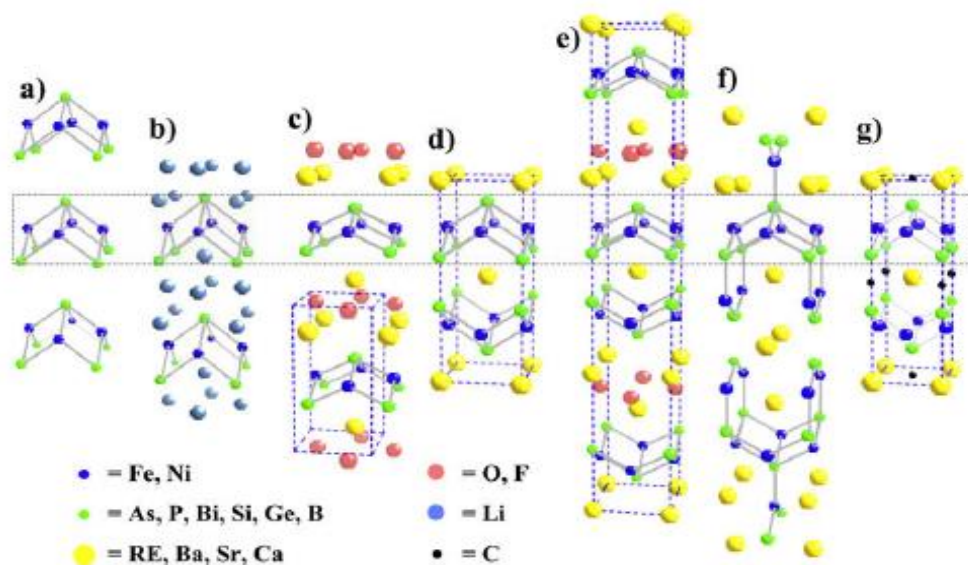 a)
b)
c)
d)
e)
f)
g)
= Fe, Ni
= As, P, Bi, Si, Ge, B
= RE, Ba, Sr, Ca
= O, F
= Li
= C